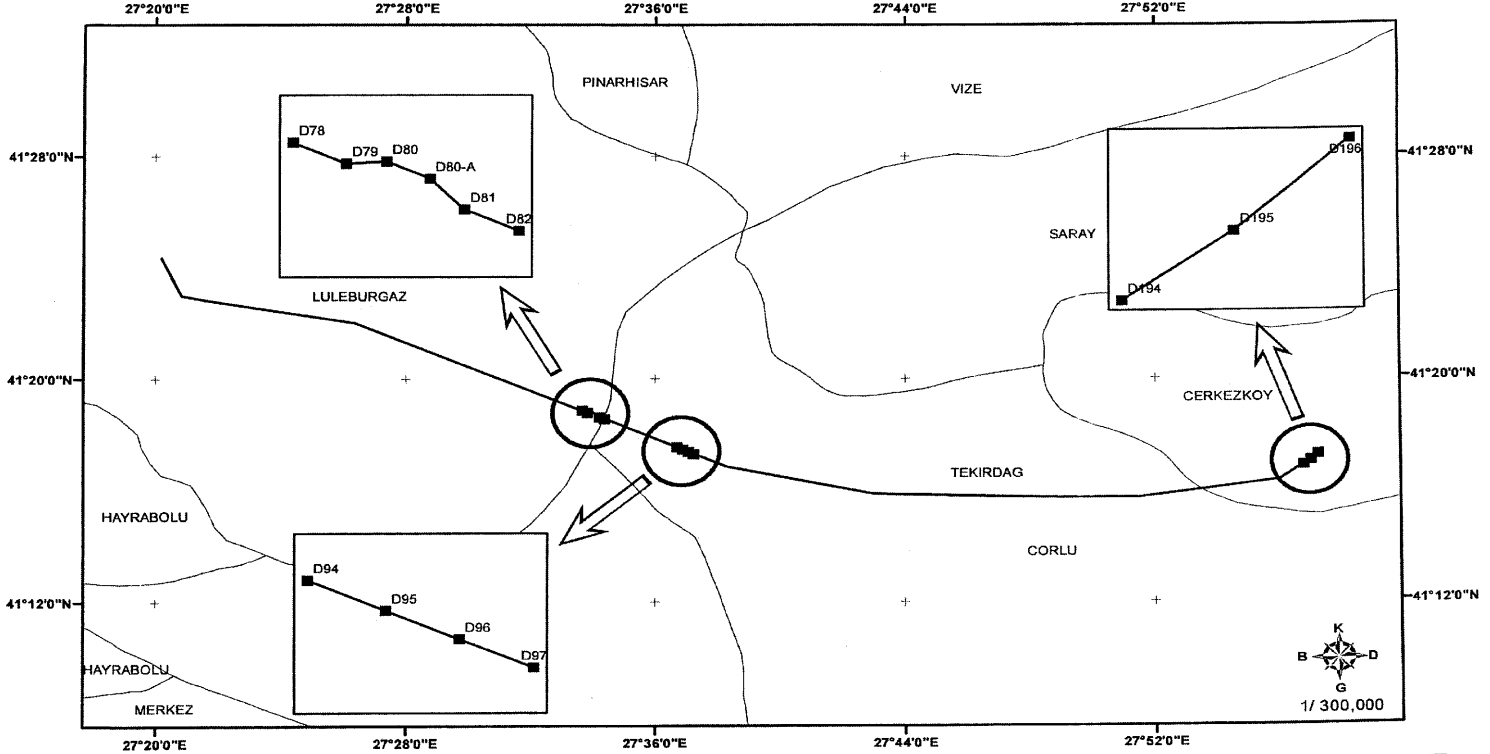 27°20'0"E 27°28'0"E 27°36'0"E 27°44'0"E 27°52'0"E
PINARHISAR
VIZE
D78
D79
D80
D80-A
D81
D82
41°28'0"N
41°28'0"N
D196
D195
D194
SARAY
LULEBURGAZ
41°20'0"N
41°20'0"N
CERKEZKOY
TEKIRDAG
HAYRABOLU
CORLU
D94
D95
D96
D97
41°12'0"N
41°12'0"N
HAYRABOLU
MERKEZ
K
B D
G
1/ 300,000
27°20'0"E 27°28'0"E 27°36'0"E 27°44'0"E 27°52'0"E